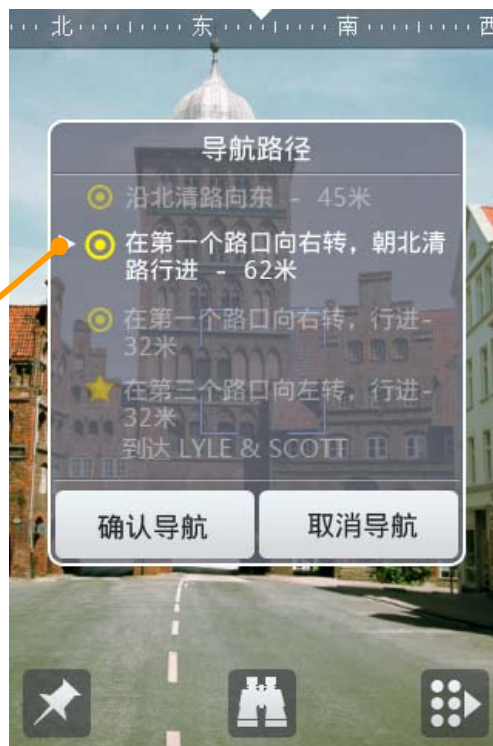 北 东 南 西
导航路径
沿北清路向东 - 45米
在第一个路口向右转，朝北清
路行进 - 62米
在第一个路口向右转，行进-
32米
在第三个路口向左转，行进-
32米
到达 LYLE & SCOTT
确认导航 取消导航